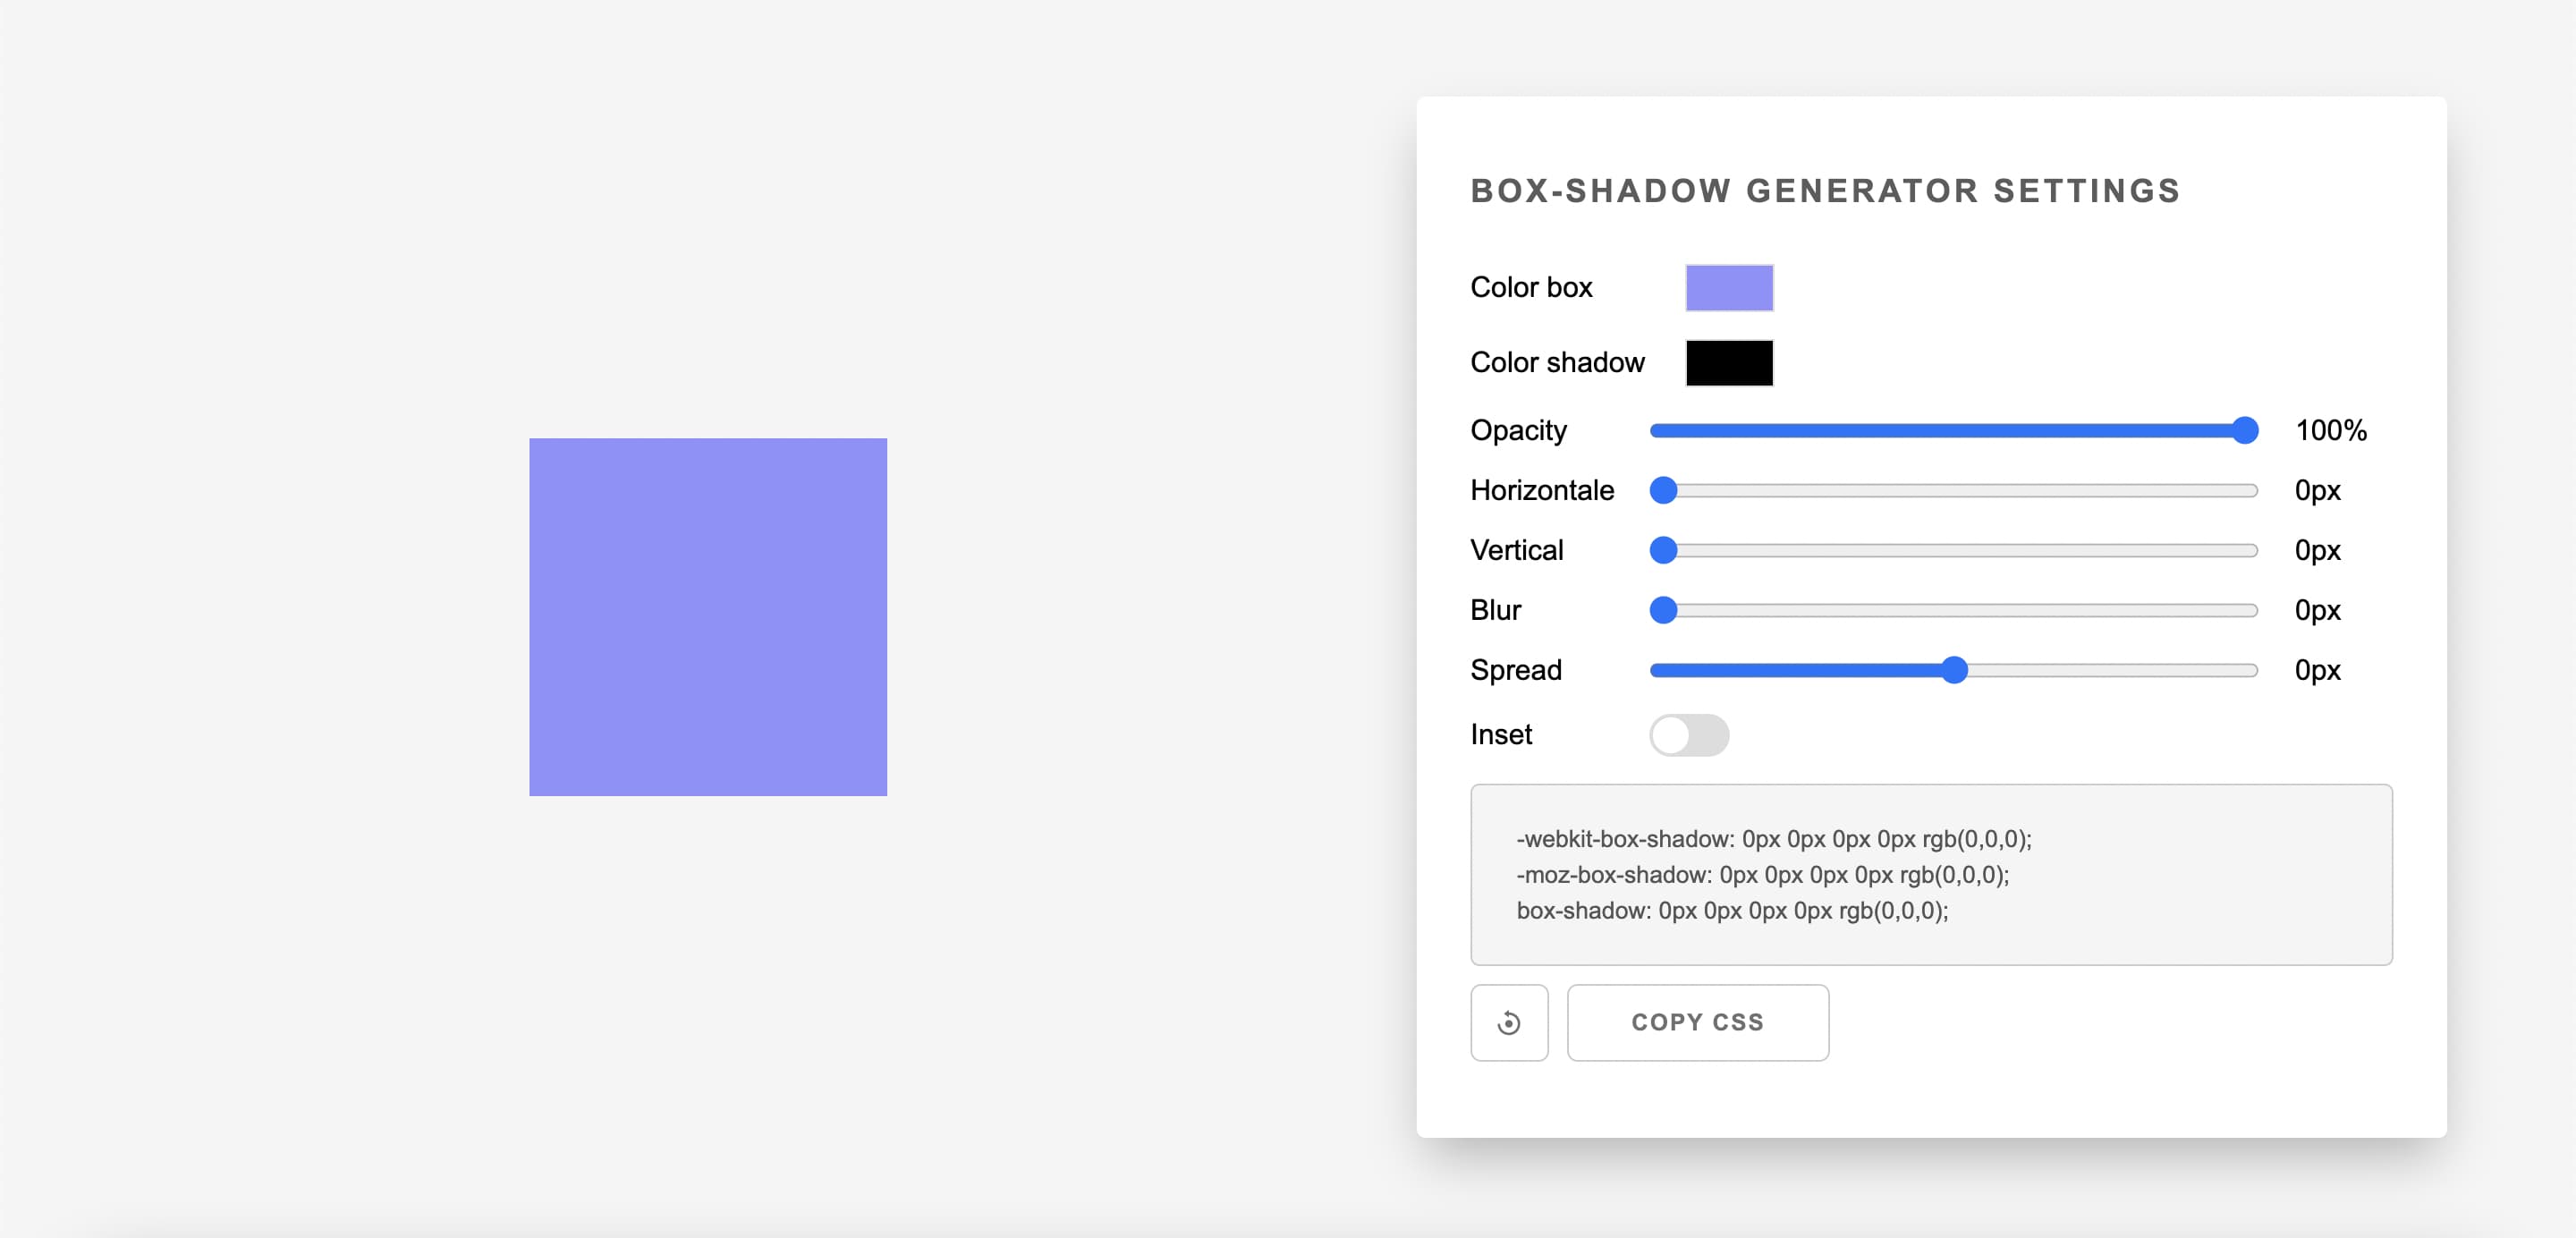 BOX-SHADOW GENERATOR SETTINGS
Color box
Color shadow
Opacity 100%
Horizontale 0px
Vertical 0px
Blur 0px
Spread 0px
Inset
-webkit-box-shadow: 0px 0px 0px 0px rgb(0,0,0);
-moz-box-shadow: 0px 0px 0px 0px rgb(0,0,0);
box-shadow: 0px 0px 0px 0px rgb(0,0,0);
COPY CSS